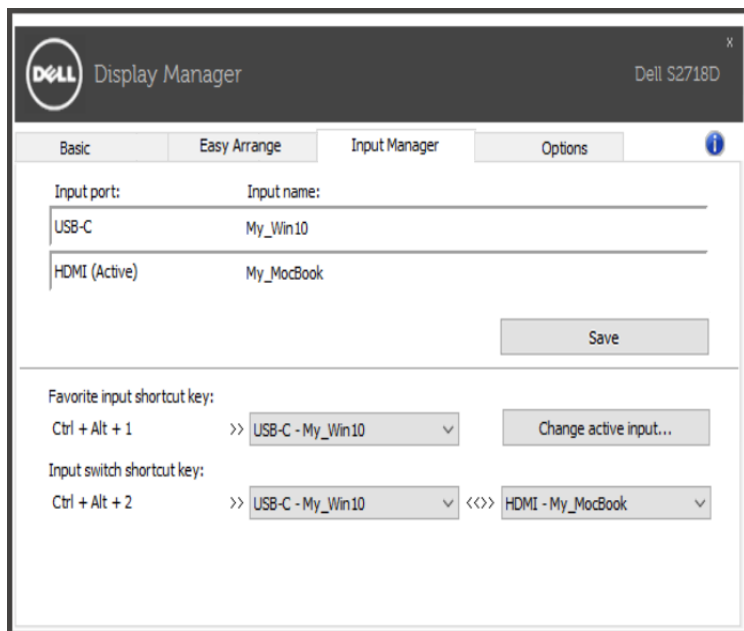 x
DELL Display Manager Dell S2718D
Basic Easy Arrange Input Manager Options i
Input port: Input name:
USB-C My_Win10
HDMI (Active) My_MocBook
Save
Favorite input shortcut key:
Ctrl + Alt + 1 >> USB-C - My_Win10 Change active input...
Input switch shortcut key:
Ctrl + Alt + 2 >> USB-C - My_Win10 <<>> HDMI - My_MocBook